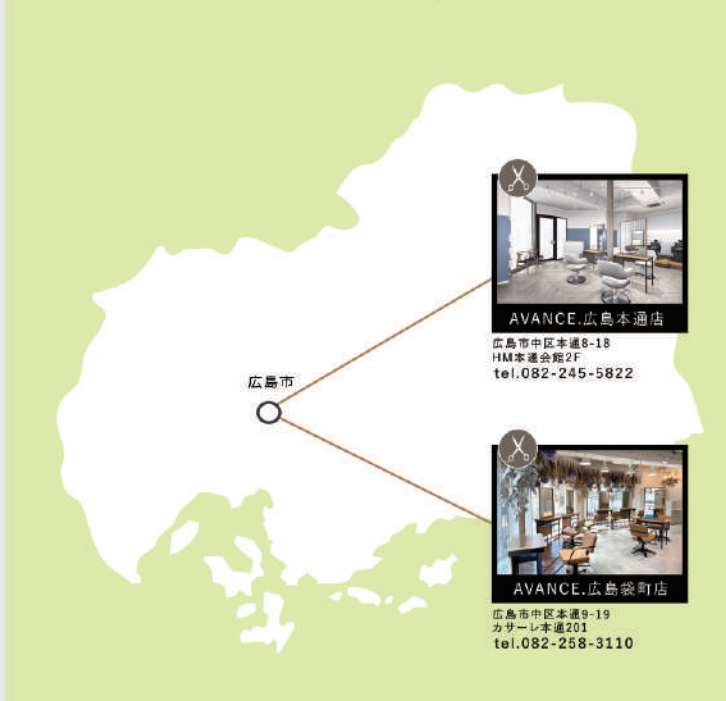 AVANCE.広島本通店
広島市中区本通8-18
HM本通会館2F
tel.082-245-5822
広島市
AVANCE.広島袋町店
広島市中区本通9-19
カサーレ本通201
tel.082-258-3110